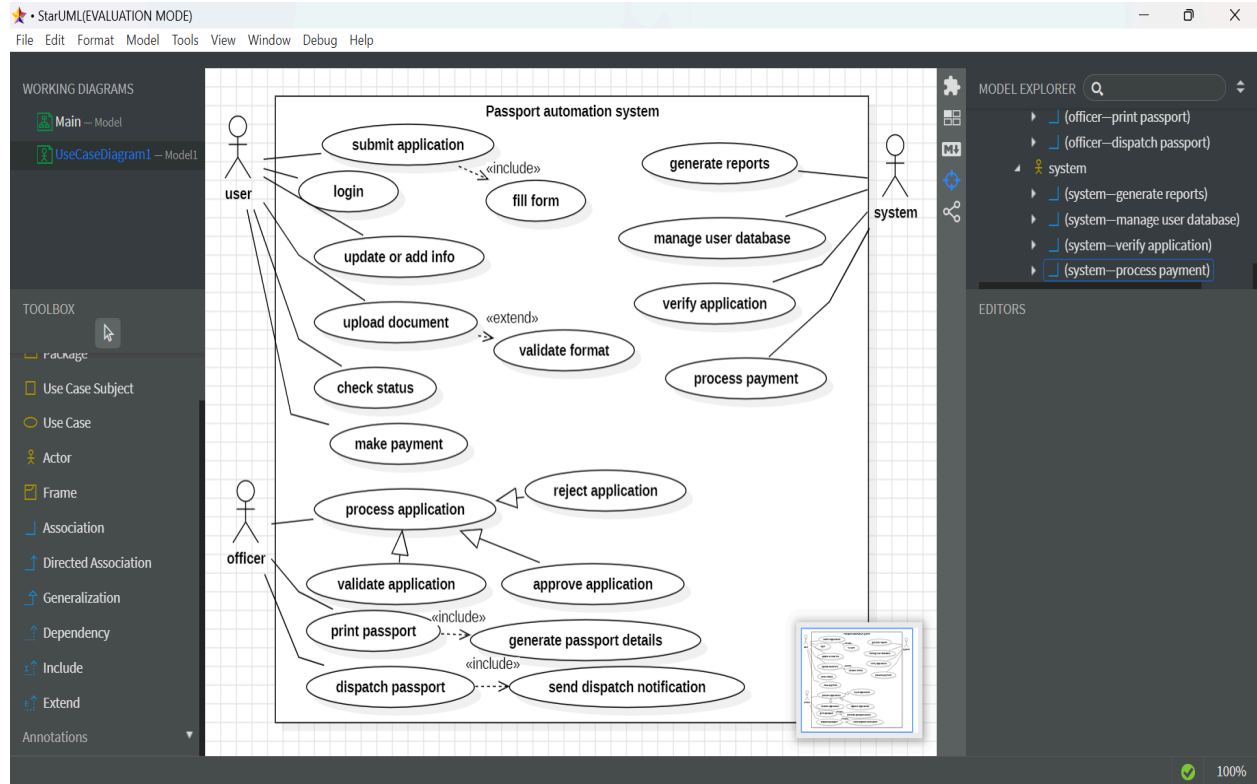 • StarUML(EVALUATION MODE)
File Edit Format Model Tools View Window Debug Help
WORKING DIAGRAMS
Main — Model
UseCaseDiagram1 — Model1
TOOLBOX
Package
Use Case Subject
Use Case
Actor
Frame
Association
Directed Association
Generalization
Dependency
Include
Extend
Annotations
Passport automation system
user
submit application
«include»
fill form
login
update or add info
upload document
«extend»
validate format
check status
make payment
generate reports
system
manage user database
verify application
process payment
officer
process application
reject application
validate application
approve application
print passport
«include»
generate passport details
dispatch passport
«include»
send dispatch notification
M
MODEL EXPLORER
(officer—print passport)
(officer—dispatch passport)
system
(system—generate reports)
(system—manage user database)
(system—verify application)
(system—process payment)
EDITORS
100%